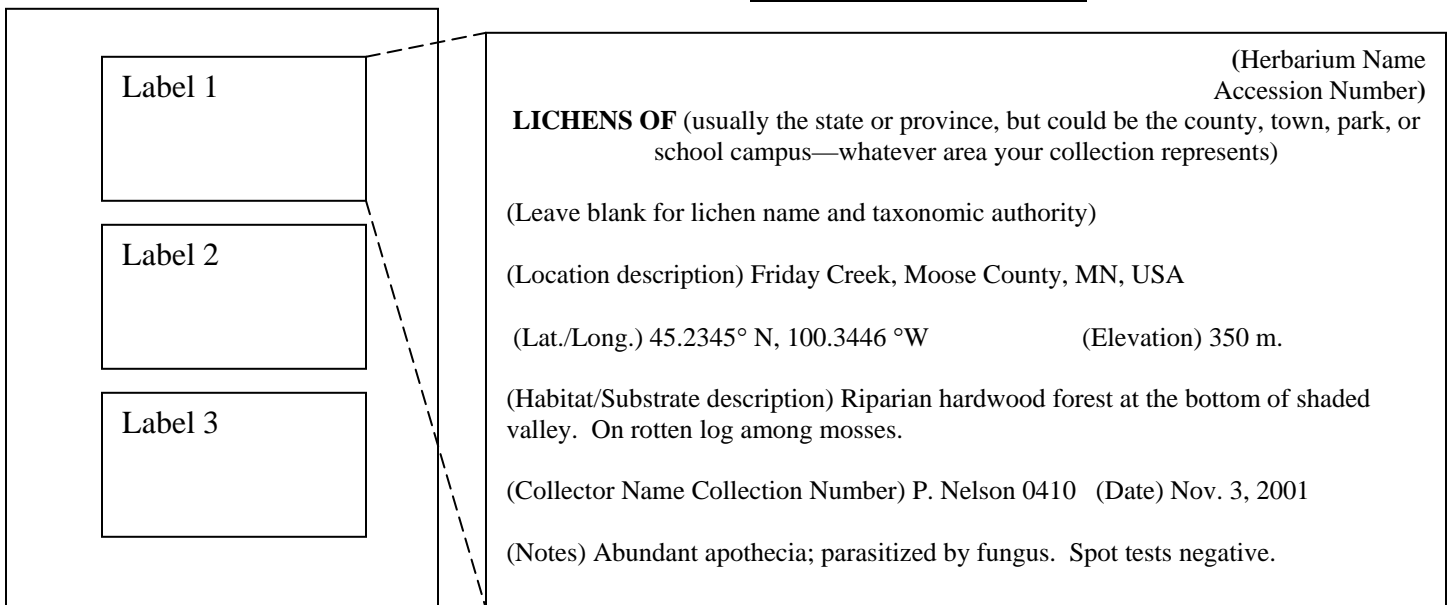 Label 1
Label 2
Label 3
(Herbarium Name
Accession Number)
LICHENS OF (usually the state or province, but could be the county, town, park, or
school campus—whatever area your collection represents)
(Leave blank for lichen name and taxonomic authority)
(Location description) Friday Creek, Moose County, MN, USA
(Lat./Long.) 45.2345° N, 100.3446 °W (Elevation) 350 m.
(Habitat/Substrate description) Riparian hardwood forest at the bottom of shaded
valley. On rotten log among mosses.
(Collector Name Collection Number) P. Nelson 0410 (Date) Nov. 3, 2001
(Notes) Abundant apothecia; parasitized by fungus. Spot tests negative.